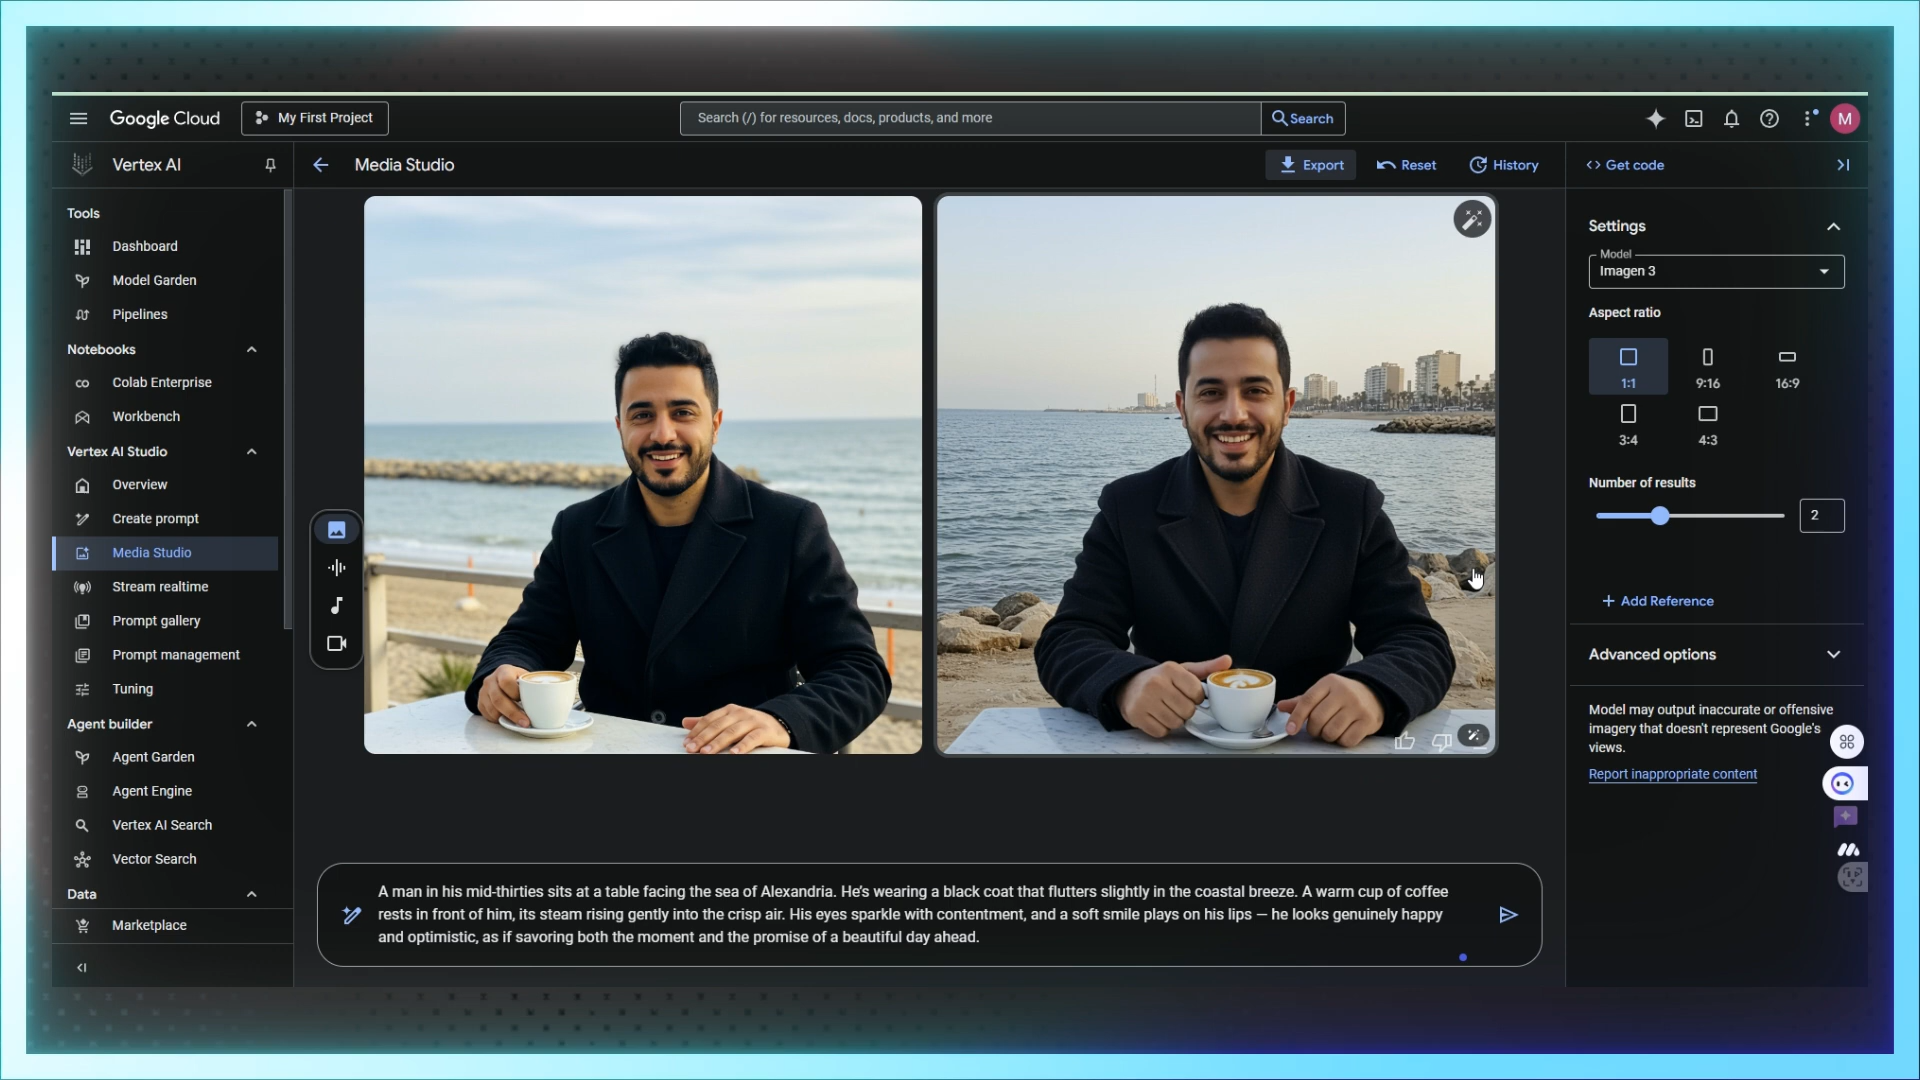 Google Cloud
My First Project
Search (/) for resources, docs, products, and more
Search
M
Vertex AI
Media Studio
Export
Reset
History
Get code
Tools
Dashboard
Model Garden
Pipelines
Notebooks
Colab Enterprise
Workbench
Vertex AI Studio
Overview
Create prompt
Media Studio
Stream realtime
Prompt gallery
Prompt management
Tuning
Agent builder
Agent Garden
Agent Engine
Vertex AI Search
Vector Search
Data
Marketplace
A man in his mid-thirties sits at a table facing the sea of Alexandria. He's wearing a black coat that flutters slightly in the coastal breeze. A warm cup of coffee
rests in front of him, its steam rising gently into the crisp air. His eyes sparkle with contentment, and a soft smile plays on his lips — he looks genuinely happy
and optimistic, as if savoring both the moment and the promise of a beautiful day ahead.
Settings
Model
Imagen 3
Aspect ratio
1:1
9:16
16:9
3:4
4:3
Number of results
2
+ Add Reference
Advanced options
Model may output inaccurate or offensive
imagery that doesn't represent Google's
views.
Report inappropriate content